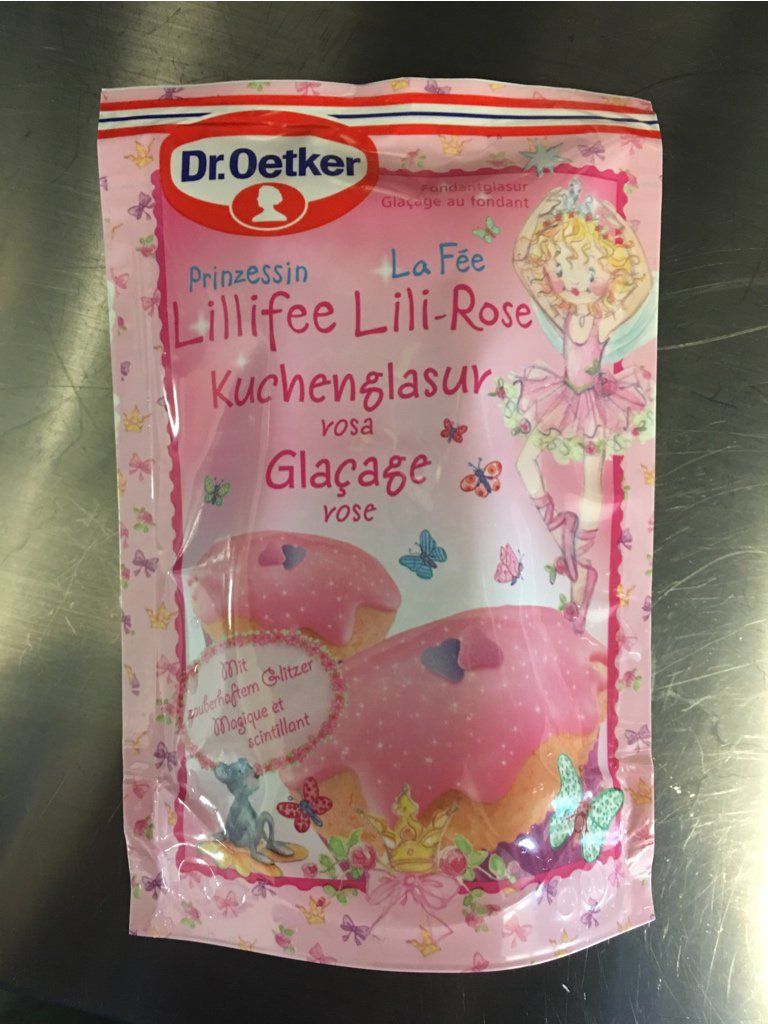 Dr.Oetker
Fondantglasur
Glaçage au fondant
Prinzessin La Fée
Lillifee Lili-Rose
Kuchenglasur
rosa
Glaçage
rose
Mit
zauberhaftem Glitzer
Magique et
scintillant